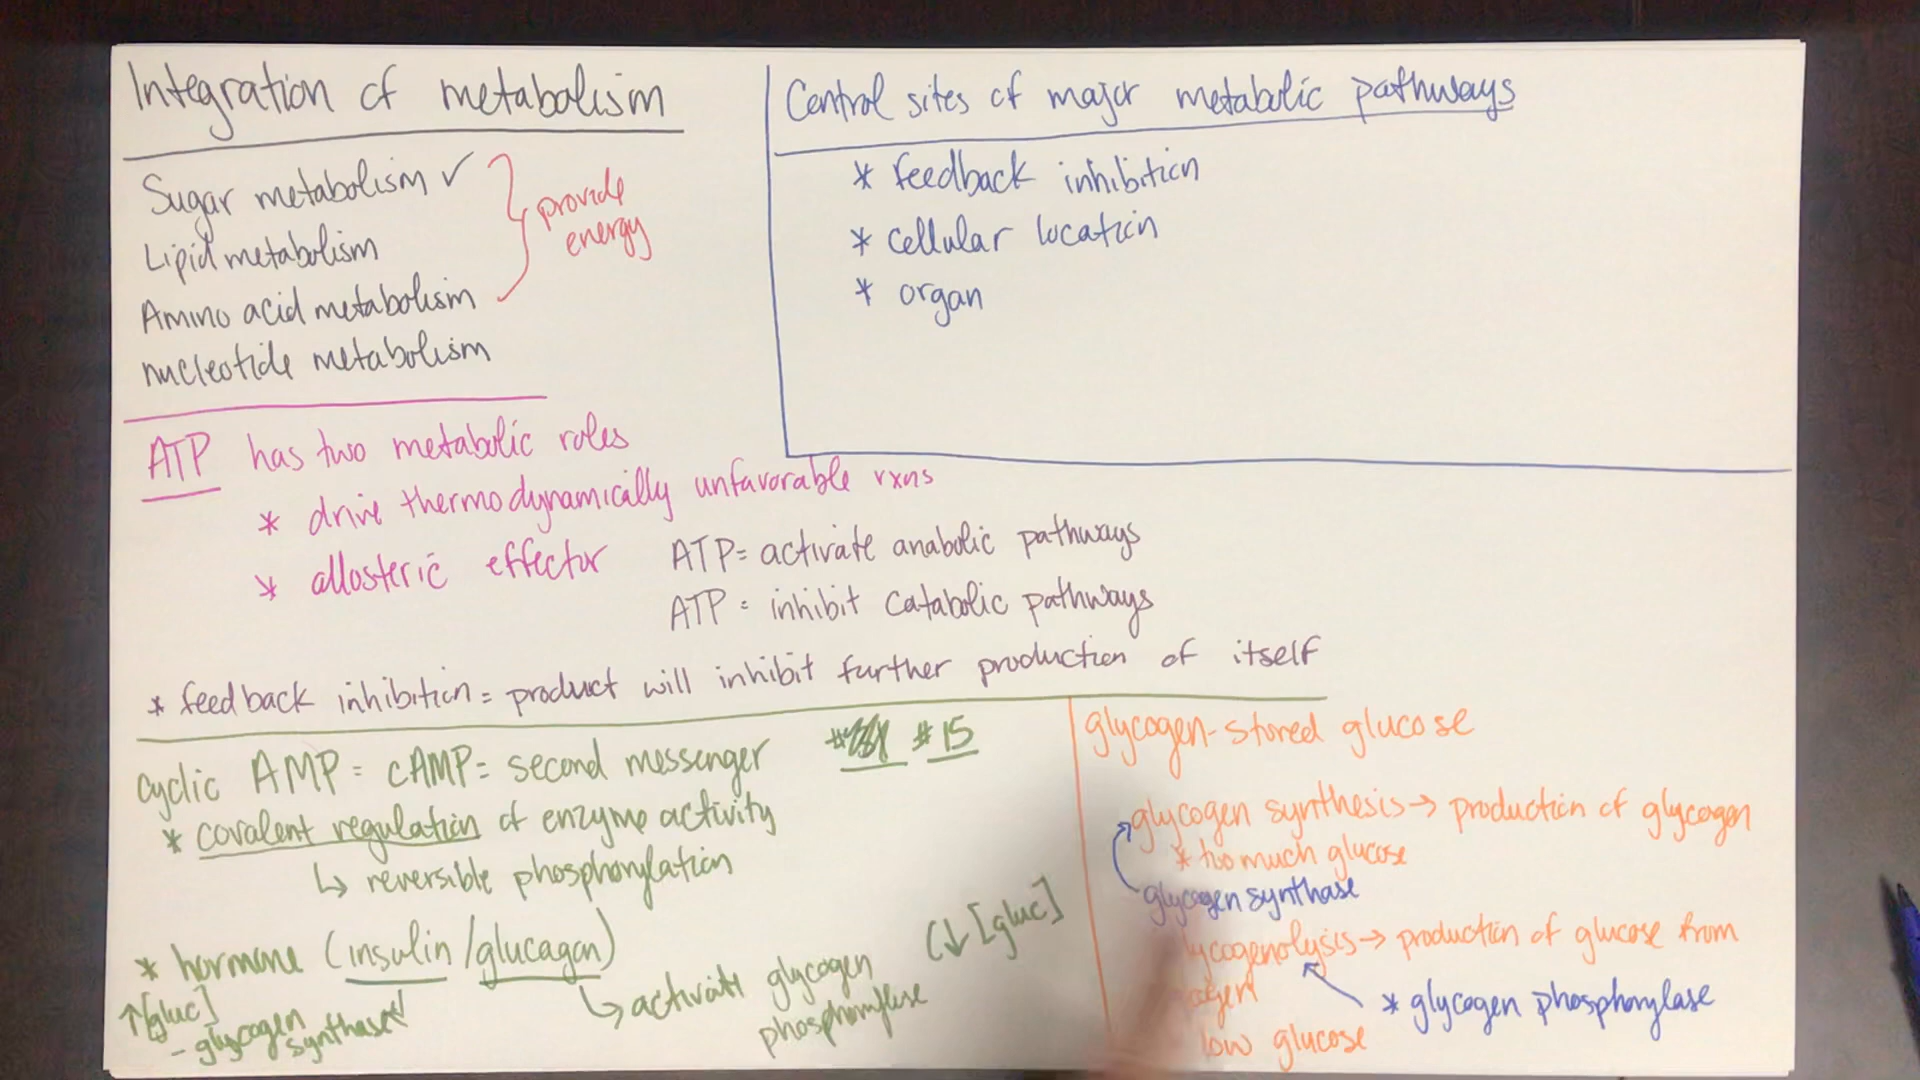 Integration of metabolism
Sugar metabolism ✓
Lipid metabolism
Amino acid metabolism
nucleotide metabolism
provide
energy
Control sites of major metabolic pathways
* feedback inhibition
* cellular location
* organ
ATP has two metabolic roles
* drive thermodynamically unfavorable rxns
* allosteric effector
ATP = activate anabolic pathways
ATP = inhibit catabolic pathways
* feedback inhibition = product will inhibit further production of itself
cyclic AMP = cAMP = second messenger # #15
* covalent regulation of enzyme activity
↳ reversible phosphorylation
* hormone (insulin/glucagon)
↑[gluc]
- glycogen
synthase
↳ activate glycogen
phosphorylase
(↓[gluc]
glycogen - stored glucose
glycogen synthesis → production of glycogen
* too much glucose
glycogen synthase
lycogenolysis → production of glucose from
ogen
low glucose
* glycogen phosphorylase